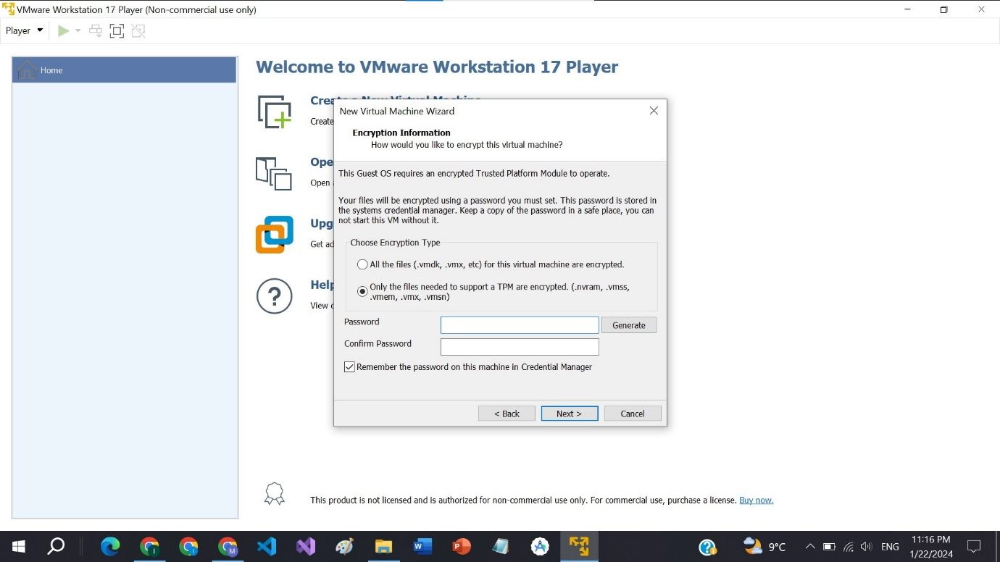 VMware Workstation 17 Player (Non-commercial use only)
Player
Home
Welcome to VMware Workstation 17 Player
Create a New Virtual Machine
Create
Open a
Get ad
Help
View
New Virtual Machine Wizard
Encryption Information
How would you like to encrypt this virtual machine?
This Guest OS requires an encrypted Trusted Platform Module to operate.
Your files will be encrypted using a password you must set. This password is stored in
the systems credential manager. Keep a copy of the password in a safe place, you can
not start this VM without it.
Choose Encryption Type
All the files (.vmdk, .vmx, etc) for this virtual machine are encrypted.
Only the files needed to support a TPM are encrypted. (.nvram, .vmss,
.vmem, .vmx, .vmsn)
Password
Generate
Confirm Password
Remember the password on this machine in Credential Manager
< Back
Next >
Cancel
This product is not licensed and is authorized for non-commercial use only. For commercial use, purchase a license. Buy now.
9°C
ENG
11:16 PM
1/22/2024